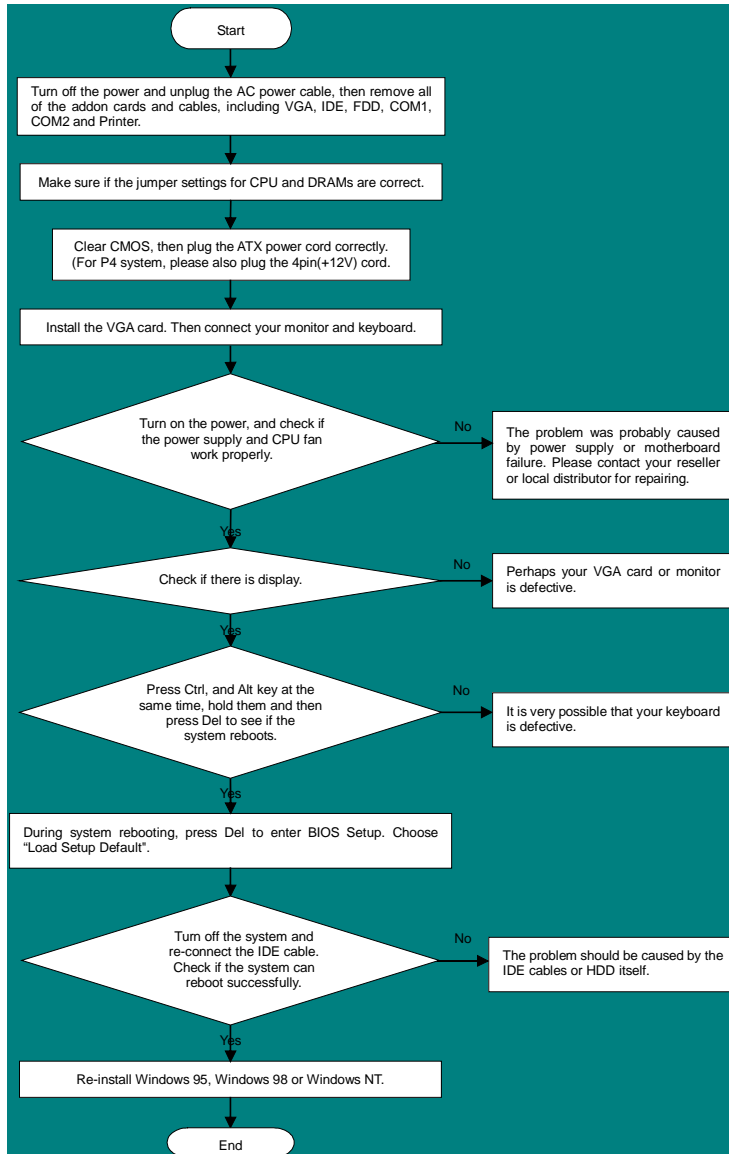 Start
Turn off the power and unplug the AC power cable, then remove all
of the addon cards and cables, including VGA, IDE, FDD, COM1,
COM2 and Printer.
Make sure if the jumper settings for CPU and DRAMs are correct.
Clear CMOS, then plug the ATX power cord correctly.
(For P4 system, please also plug the 4pin(+12V) cord.
Install the VGA card. Then connect your monitor and keyboard.
Turn on the power, and check if
the power supply and CPU fan
work properly.
No
The problem was probably caused
by power supply or motherboard
failure. Please contact your reseller
or local distributor for repairing.
Yes
Check if there is display.
No
Perhaps your VGA card or monitor
is defective.
Yes
Press Ctrl, and Alt key at the
same time, hold them and then
press Del to see if the
system reboots.
No
It is very possible that your keyboard
is defective.
Yes
During system rebooting, press Del to enter BIOS Setup. Choose
“Load Setup Default”.
Turn off the system and
re-connect the IDE cable.
Check if the system can
reboot successfully.
No
The problem should be caused by the
IDE cables or HDD itself.
Yes
Re-install Windows 95, Windows 98 or Windows NT.
End